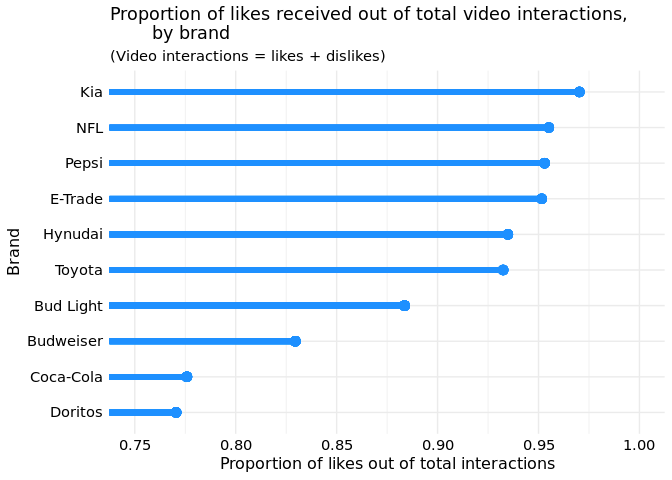 Proportion of likes received out of total video interactions,
by brand
(Video interactions = likes + dislikes)
Brand
Kia
NFL
Pepsi
E-Trade
Hynudai
Toyota
Bud Light
Budweiser
Coca-Cola
Doritos
0.75 0.80 0.85 0.90 0.95 1.00
Proportion of likes out of total interactions